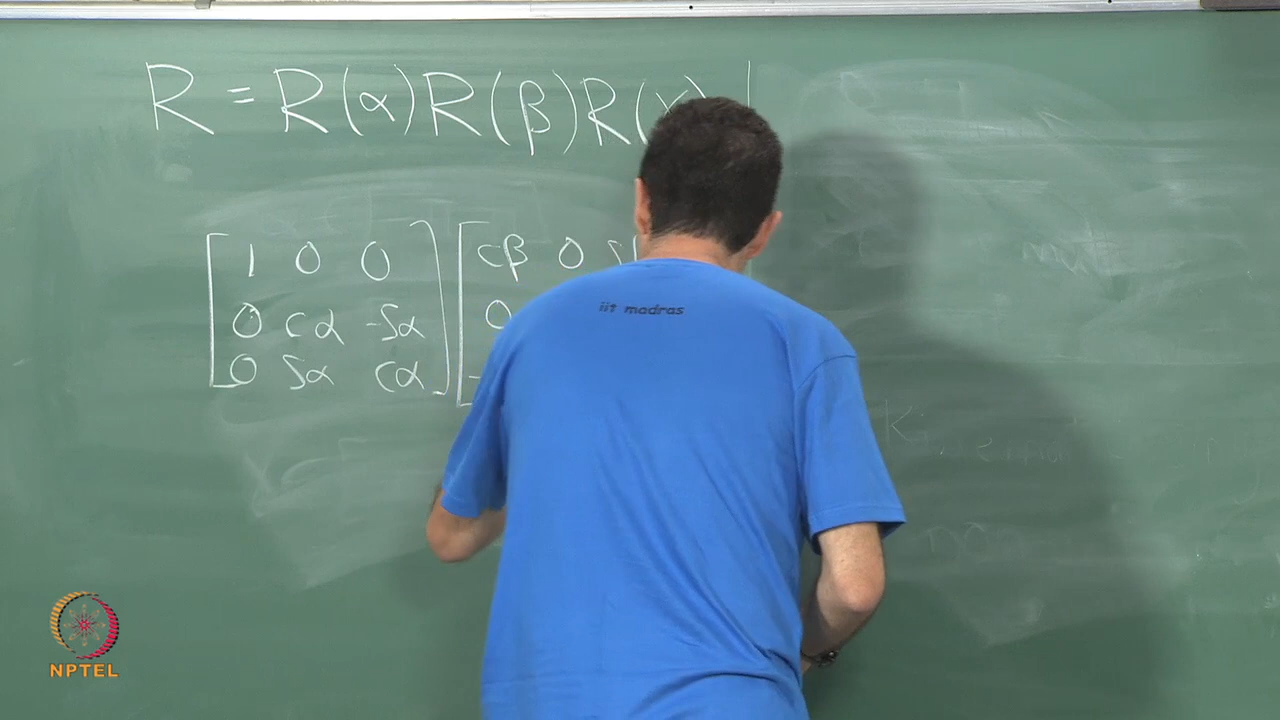 R = R(α)R(β)R(γ)
1 0 0
0 cα -Sα
0 Sα cα
cβ 0
0
iit madras
NPTEL